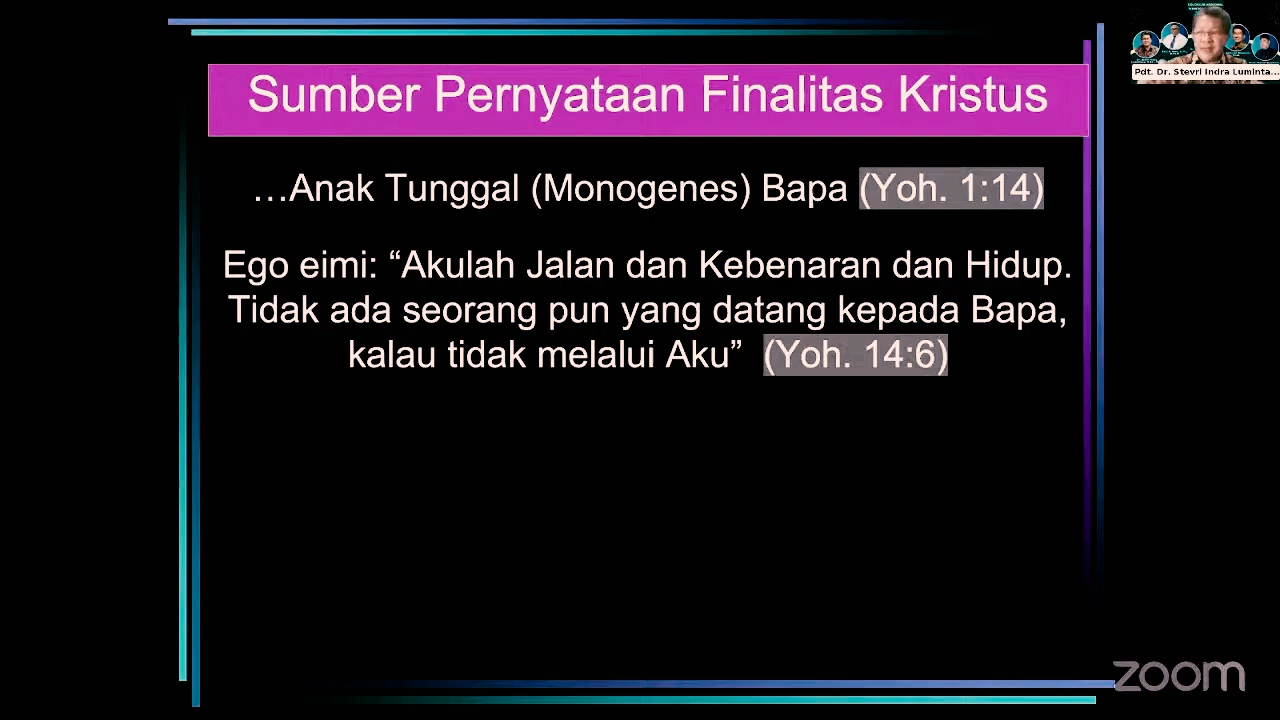 Sumber Pernyataan Finalitas Kristus
…Anak Tunggal (Monogenes) Bapa (Yoh. 1:14)
Ego eimi: “Akulah Jalan dan Kebenaran dan Hidup.
Tidak ada seorang pun yang datang kepada Bapa,
kalau tidak melalui Aku” (Yoh. 14:6)
Pdt. Dr. Stevri Indra Luminta...
zoom